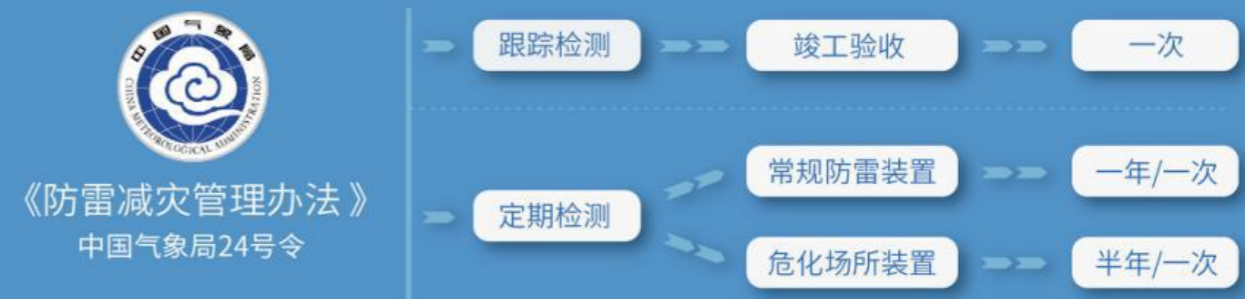 中国气象局
CHINA METEOROLOGICAL ADMINISTRATION
《防雷减灾管理办法》
中国气象局24号令
跟踪检测
竣工验收
一次
定期检测
常规防雷装置
一年/一次
危化场所装置
半年/一次